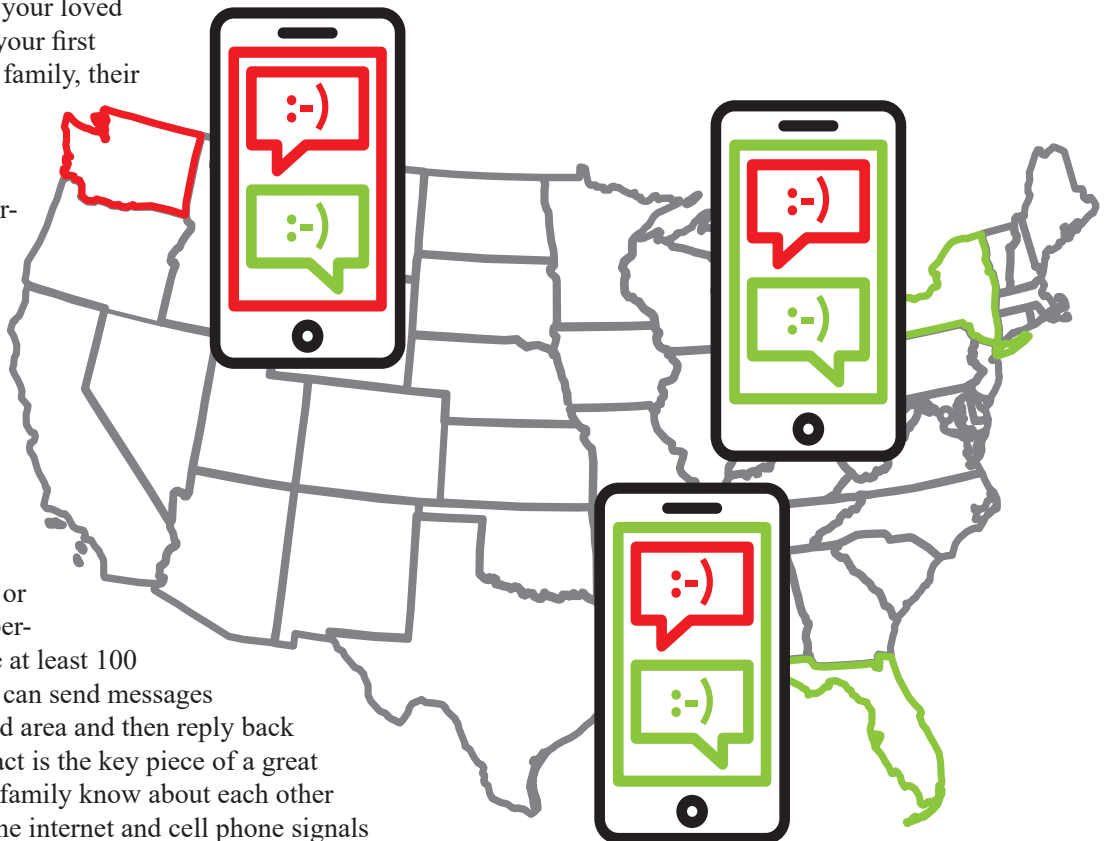 your loved
your first
family, their
r-
:-)
:-)
:-)
:-)
:-)
:-)
or
er-
at least 100
can send messages
d area and then reply back
act is the key piece of a great
family know about each other
ne internet and cell phone signals